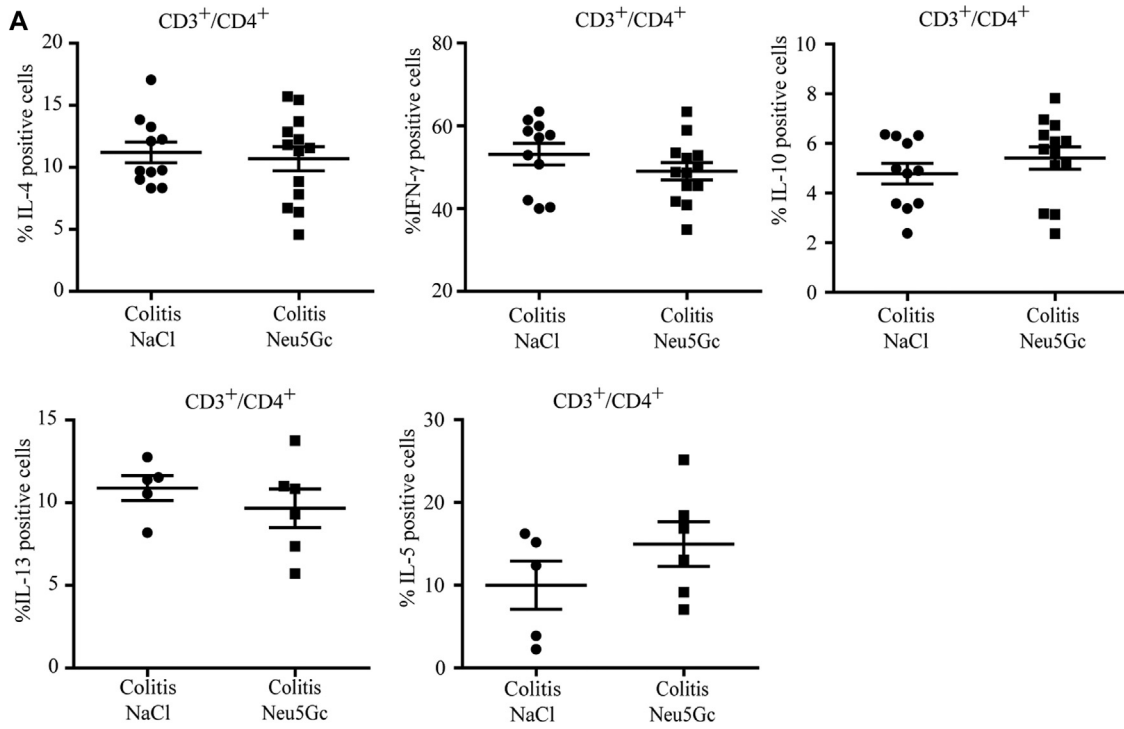 A
CD3+/CD4+
% IL-4 positive cells
20
15
10
5
0
Colitis
NaCl
Colitis
Neu5Gc
CD3+/CD4+
%IFN-γ positive cells
80
60
40
20
Colitis
NaCl
Colitis
Neu5Gc
CD3+/CD4+
% IL-10 positive cells
10
8
6
4
2
0
Colitis
NaCl
Colitis
Neu5Gc
CD3+/CD4+
%IL-13 positive cells
15
10
5
0
Colitis
NaCl
Colitis
Neu5Gc
CD3+/CD4+
% IL-5 positive cells
30
20
10
0
Colitis
NaCl
Colitis
Neu5Gc